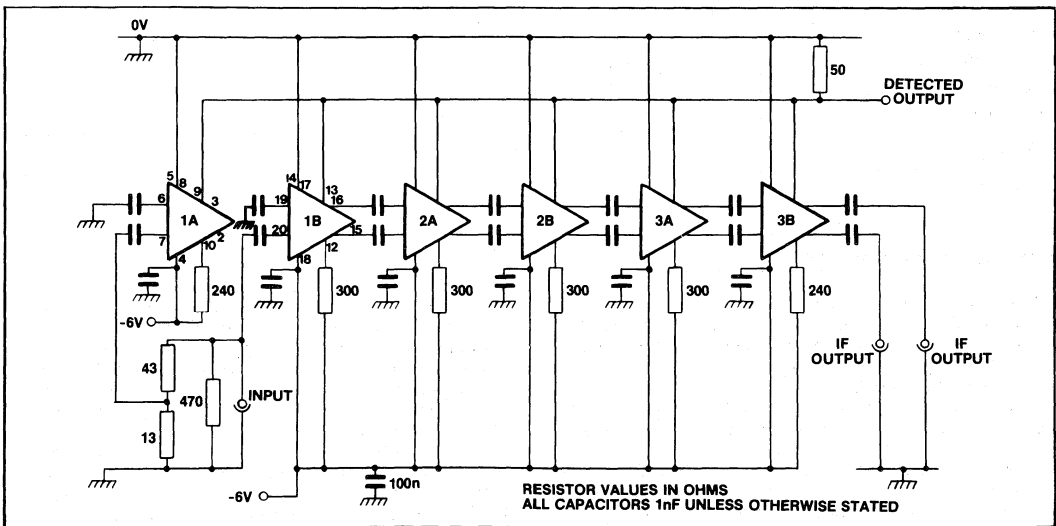 0V
50
DETECTED
OUTPUT
5
8
9
3
6
1A
7
2
10
4
14
17
13
16
19
1B
20
15
12
18
2A
2B
3A
3B
240
300
300
300
300
240
-6V
43
470
INPUT
13
IF
OUTPUT
IF
OUTPUT
-6V
100n
RESISTOR VALUES IN OHMS
ALL CAPACITORS 1nF UNLESS OTHERWISE STATED